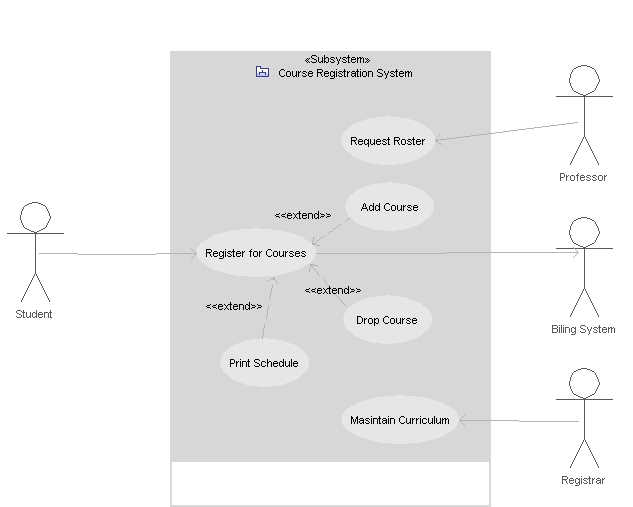 «Subsystem»
Course Registration System
Request Roster
Professor
Add Course
<<extend>>
Register for Courses
Student
Biling System
<<extend>>
<<extend>>
Drop Course
Print Schedule
Masintain Curriculum
Registrar